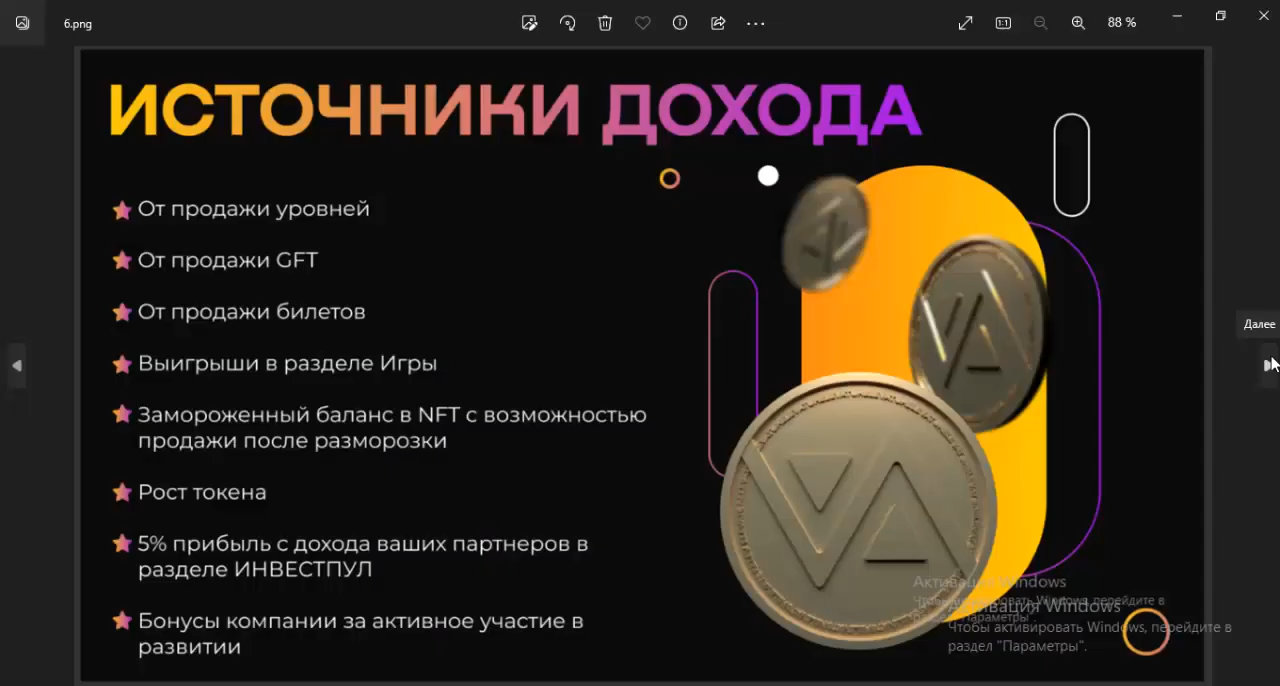 6.png
88 %
ИСТОЧНИКИ ДОХОДА
От продажи уровней
От продажи GFT
От продажи билетов
Выигрыши в разделе Игры
Замороженный баланс в NFT с возможностью
продажи после разморозки
Рост токена
5% прибыль с дохода ваших партнеров в
разделе ИНВЕСТПУЛ
Бонусы компании за активное участие в
развитии
Далее
Активация Windows
Активация Windows
Чтобы активировать Windows, перейдите в
раздел "Параметры".